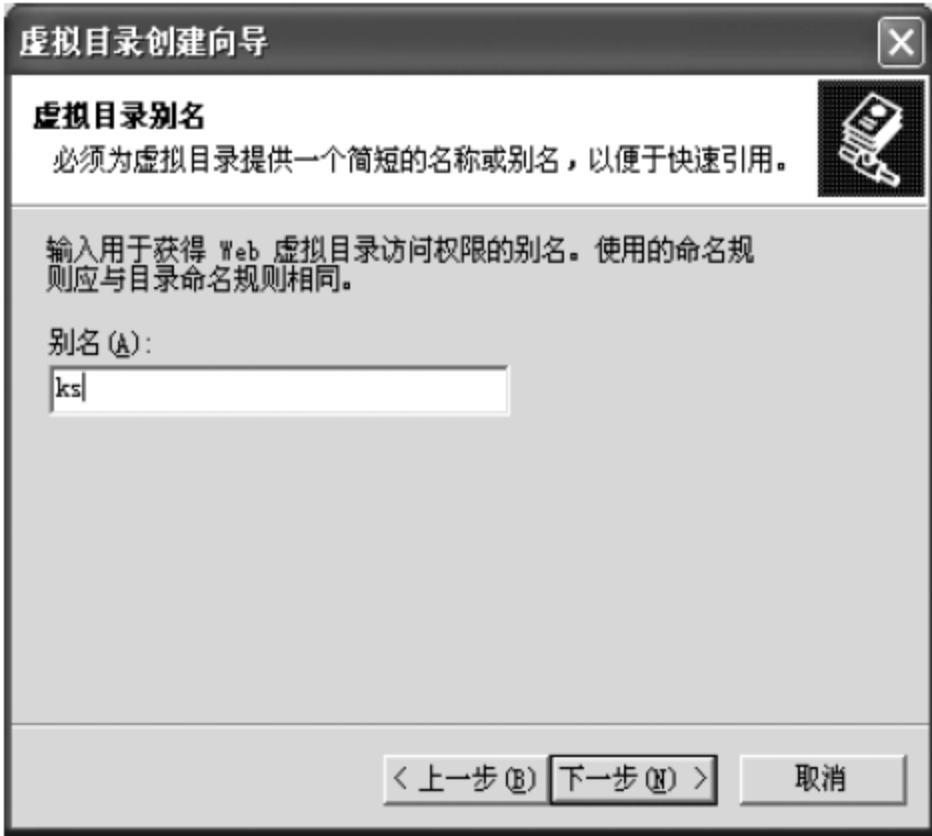 虚拟目录创建向导
虚拟目录别名
必须为虚拟目录提供一个简短的名称或别名，以便于快速引用。
输入用于获得 Web 虚拟目录访问权限的别名。使用的命名规
则应与目录命名规则相同。
别名(A):
ks
< 上一步(B) 下一步(N) > 取消